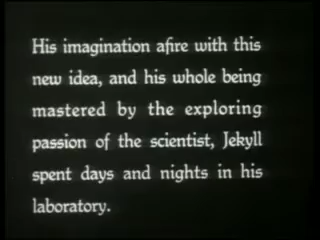 His imagination afire with this
new idea, and his whole being
mastered by the exploring
passion of the scientist, Jekyll
spent days and nights in his
laboratory.